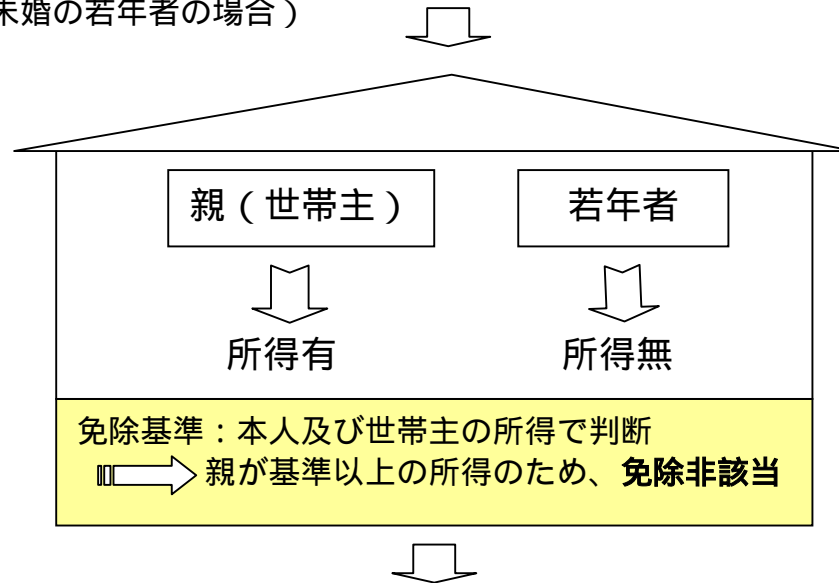 未婚の若年者の場合）
親（世帯主）
若年者
所得有
所得無
免除基準：本人及び世帯主の所得で判断
親が基準以上の所得のため、免除非該当